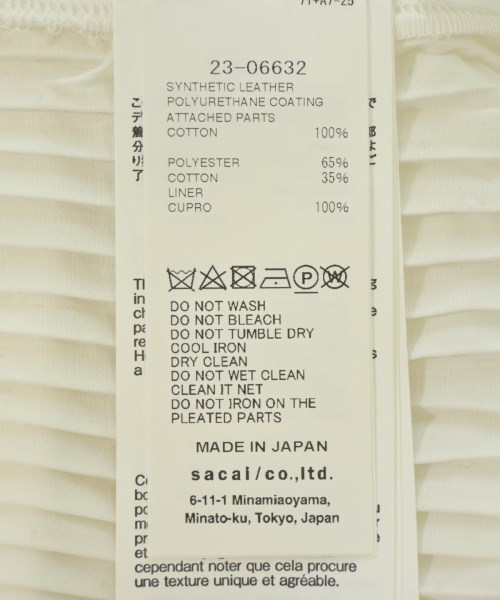 23-06632
SYNTHETIC LEATHER
POLYURETHANE COATING
ATTACHED PARTS
COTTON 100%
POLYESTER 65%
COTTON 35%
LINER
CUPRO 100%
DO NOT WASH
DO NOT BLEACH
DO NOT TUMBLE DRY
COOL IRON
DRY CLEAN
DO NOT WET CLEAN
CLEAN IT NET
DO NOT IRON ON THE
PLEATED PARTS
MADE IN JAPAN
sacai/co.,ltd.
6-11-1 Minamiaoyama,
Minato-ku, Tokyo, Japan
cependant noter que cela procure
une texture unique et agréable.